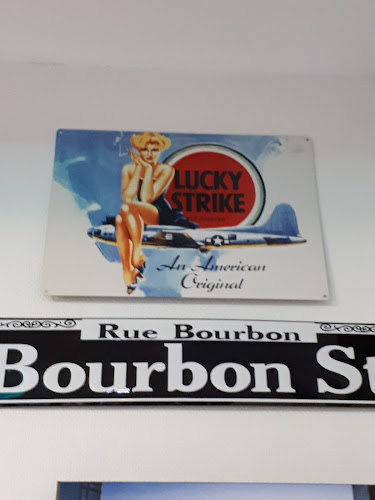 LUCKY
STRIKE
An American
Original
Rue Bourbon
Bourbon St